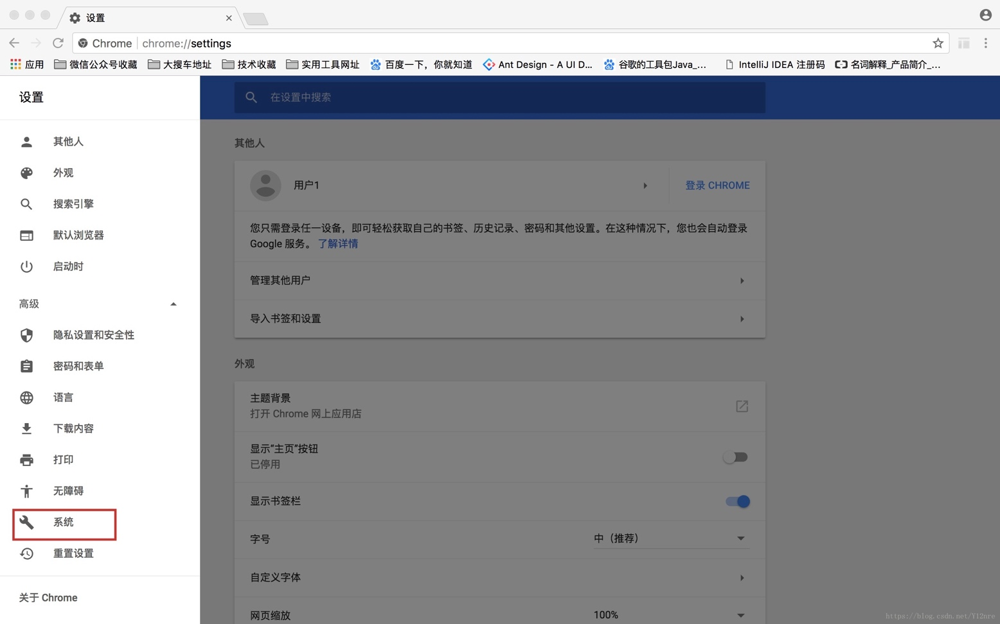 设置
Chrome
chrome://settings
应用
微信公众号收藏
大搜车地址
技术收藏
实用工具网址
百度一下，你就知道
Ant Design - A UI D...
谷歌的工具包Java_...
IntelliJ IDEA 注册码
名词解释_产品简介_...
设置
在设置中搜索
其他人
外观
搜索引擎
默认浏览器
启动时
高级
隐私设置和安全性
密码和表单
语言
下载内容
打印
无障碍
系统
重置设置
关于 Chrome
其他人
用户1
登录 CHROME
您只需登录任一设备，即可轻松获取自己的书签、历史记录、密码和其他设置。在这种情况下，您也会自动登录
Google 服务。 了解详情
管理其他用户
导入书签和设置
外观
主题背景
打开 Chrome 网上应用店
显示“主页”按钮
已停用
显示书签栏
字号
中（推荐）
自定义字体
网页缩放
100%
https://blog.csdn.net/Y12nre